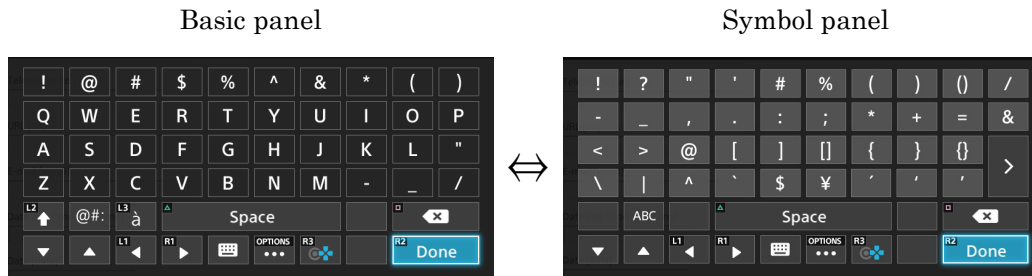 Basic panel
! @ # $ % ^ & * ( )
Q W E R T Y U I O P
A S D F G H J K L "
Z X C V B N M - _ /
L2 @#: L3 à Space
L1 R1 OPTIONS R3 R2 Done
⇔
Symbol panel
! ? " ' # % ( ) () /
- _ , . : ; * + = &
< > @ [ ] [] { } {} >
\ | ^ ` $ ¥ ´ ‘ ’
ABC Space
L1 R1 OPTIONS R3 R2 Done